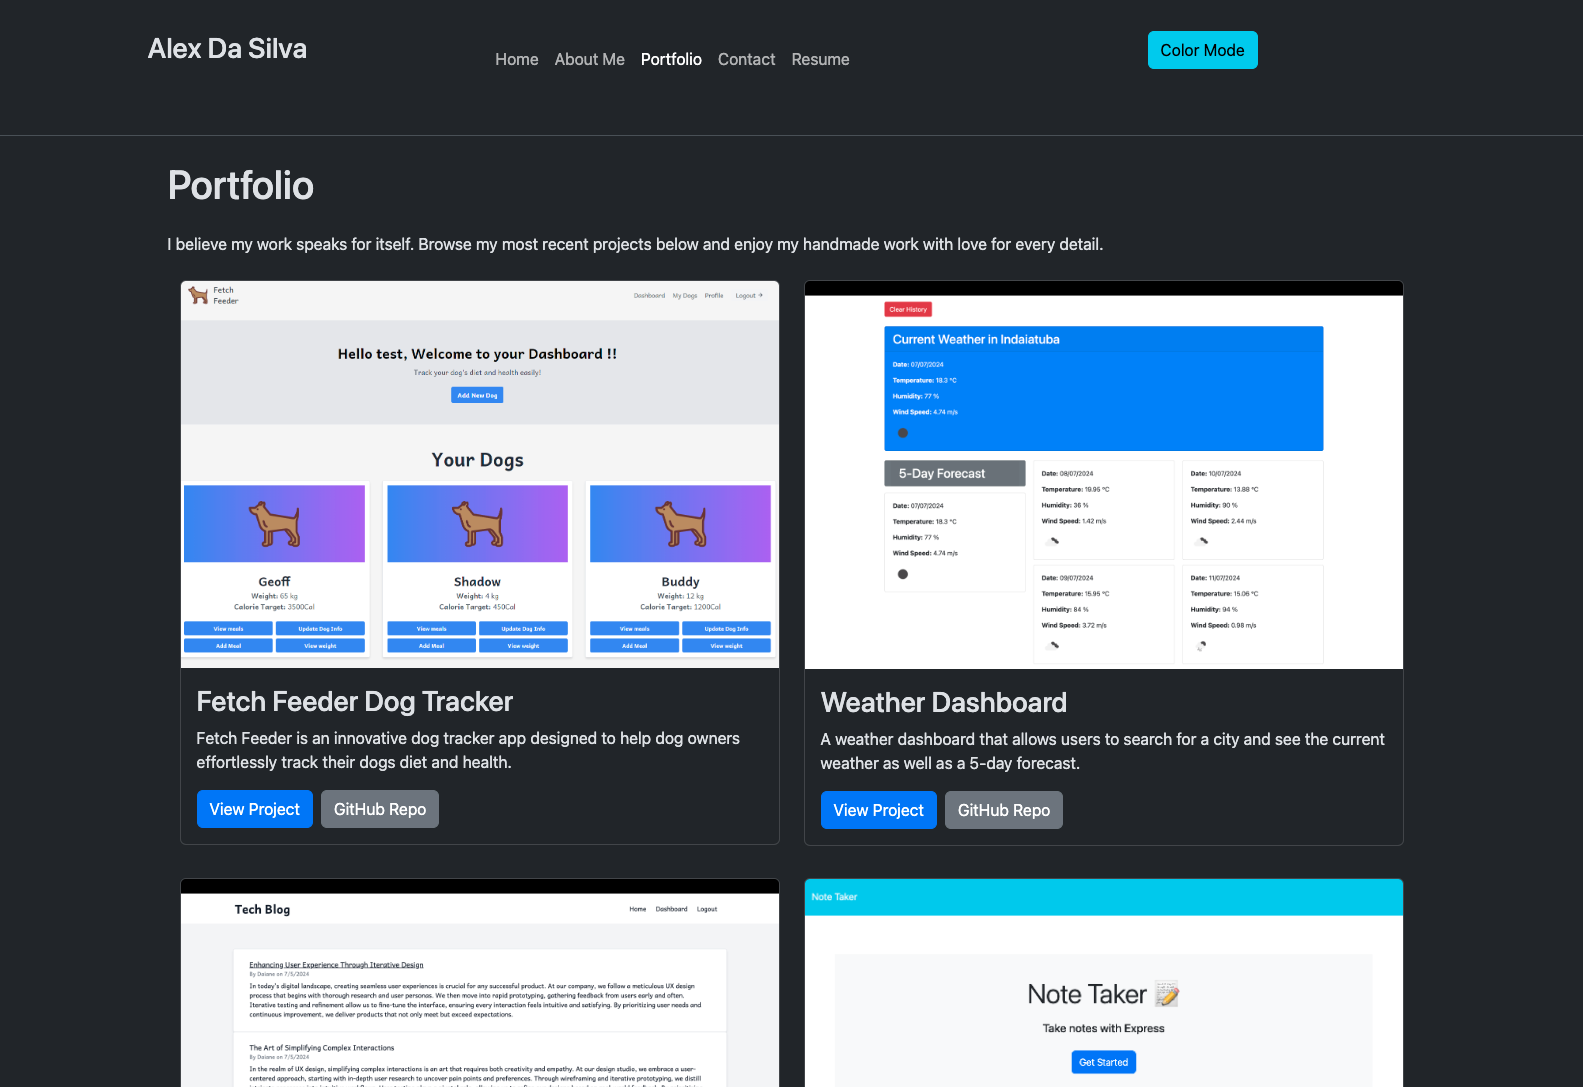 Alex Da Silva
Home About Me Portfolio Contact Resume
Color Mode
Portfolio
I believe my work speaks for itself. Browse my most recent projects below and enjoy my handmade work with love for every detail.
Fetch
Feeder
Dashboard My Dogs Profile Logout →
Hello test, Welcome to your Dashboard !!
Track your dog's diet and health easily!
Add New Dog
Your Dogs
Geoff
Weight: 65 kg
Calorie Target: 3500Cal
View meals Update Dog Info
Add Meal View weight
Shadow
Weight: 4 kg
Calorie Target: 450Cal
View meals Update Dog Info
Add Meal View weight
Buddy
Weight: 12 kg
Calorie Target: 1200Cal
View meals Update Dog Info
Add Meal View weight
Fetch Feeder Dog Tracker
Fetch Feeder is an innovative dog tracker app designed to help dog owners
effortlessly track their dogs diet and health.
View Project GitHub Repo
Clear History
Current Weather in Indaiatuba
Date: 07/07/2024
Temperature: 18.3 °C
Humidity: 77 %
Wind Speed: 4.74 m/s
5-Day Forecast
Date: 07/07/2024
Temperature: 18.3 °C
Humidity: 77 %
Wind Speed: 4.74 m/s
Date: 08/07/2024
Temperature: 19.95 °C
Humidity: 36 %
Wind Speed: 1.42 m/s
Date: 09/07/2024
Temperature: 15.95 °C
Humidity: 84 %
Wind Speed: 3.72 m/s
Date: 10/07/2024
Temperature: 13.88 °C
Humidity: 90 %
Wind Speed: 2.44 m/s
Date: 11/07/2024
Temperature: 15.06 °C
Humidity: 94 %
Wind Speed: 0.98 m/s
Weather Dashboard
A weather dashboard that allows users to search for a city and see the current
weather as well as a 5-day forecast.
View Project GitHub Repo
Tech Blog
Home Dashboard Logout
Enhancing User Experience Through Iterative Design
By Daiane on 7/5/2024
In today's digital landscape, creating seamless user experiences is crucial for any successful product. At our company, we follow a meticulous UX design
process that begins with thorough research and user personas. We then move into rapid prototyping, gathering feedback from users early and often.
Iterative testing and refinement allow us to fine-tune the interface, ensuring every interaction feels intuitive and satisfying. By prioritizing user needs and
continuous improvement, we deliver products that not only meet but exceed expectations.
The Art of Simplifying Complex Interactions
By Daiane on 7/5/2024
In the realm of UX design, simplifying complex interactions is an art that requires both creativity and empathy. At our design studio, we embrace a user-
centered approach, starting with in-depth user research to uncover pain points and preferences. Through wireframing and iterative prototyping, we distill
Note Taker
Note Taker
Take notes with Express
Get Started